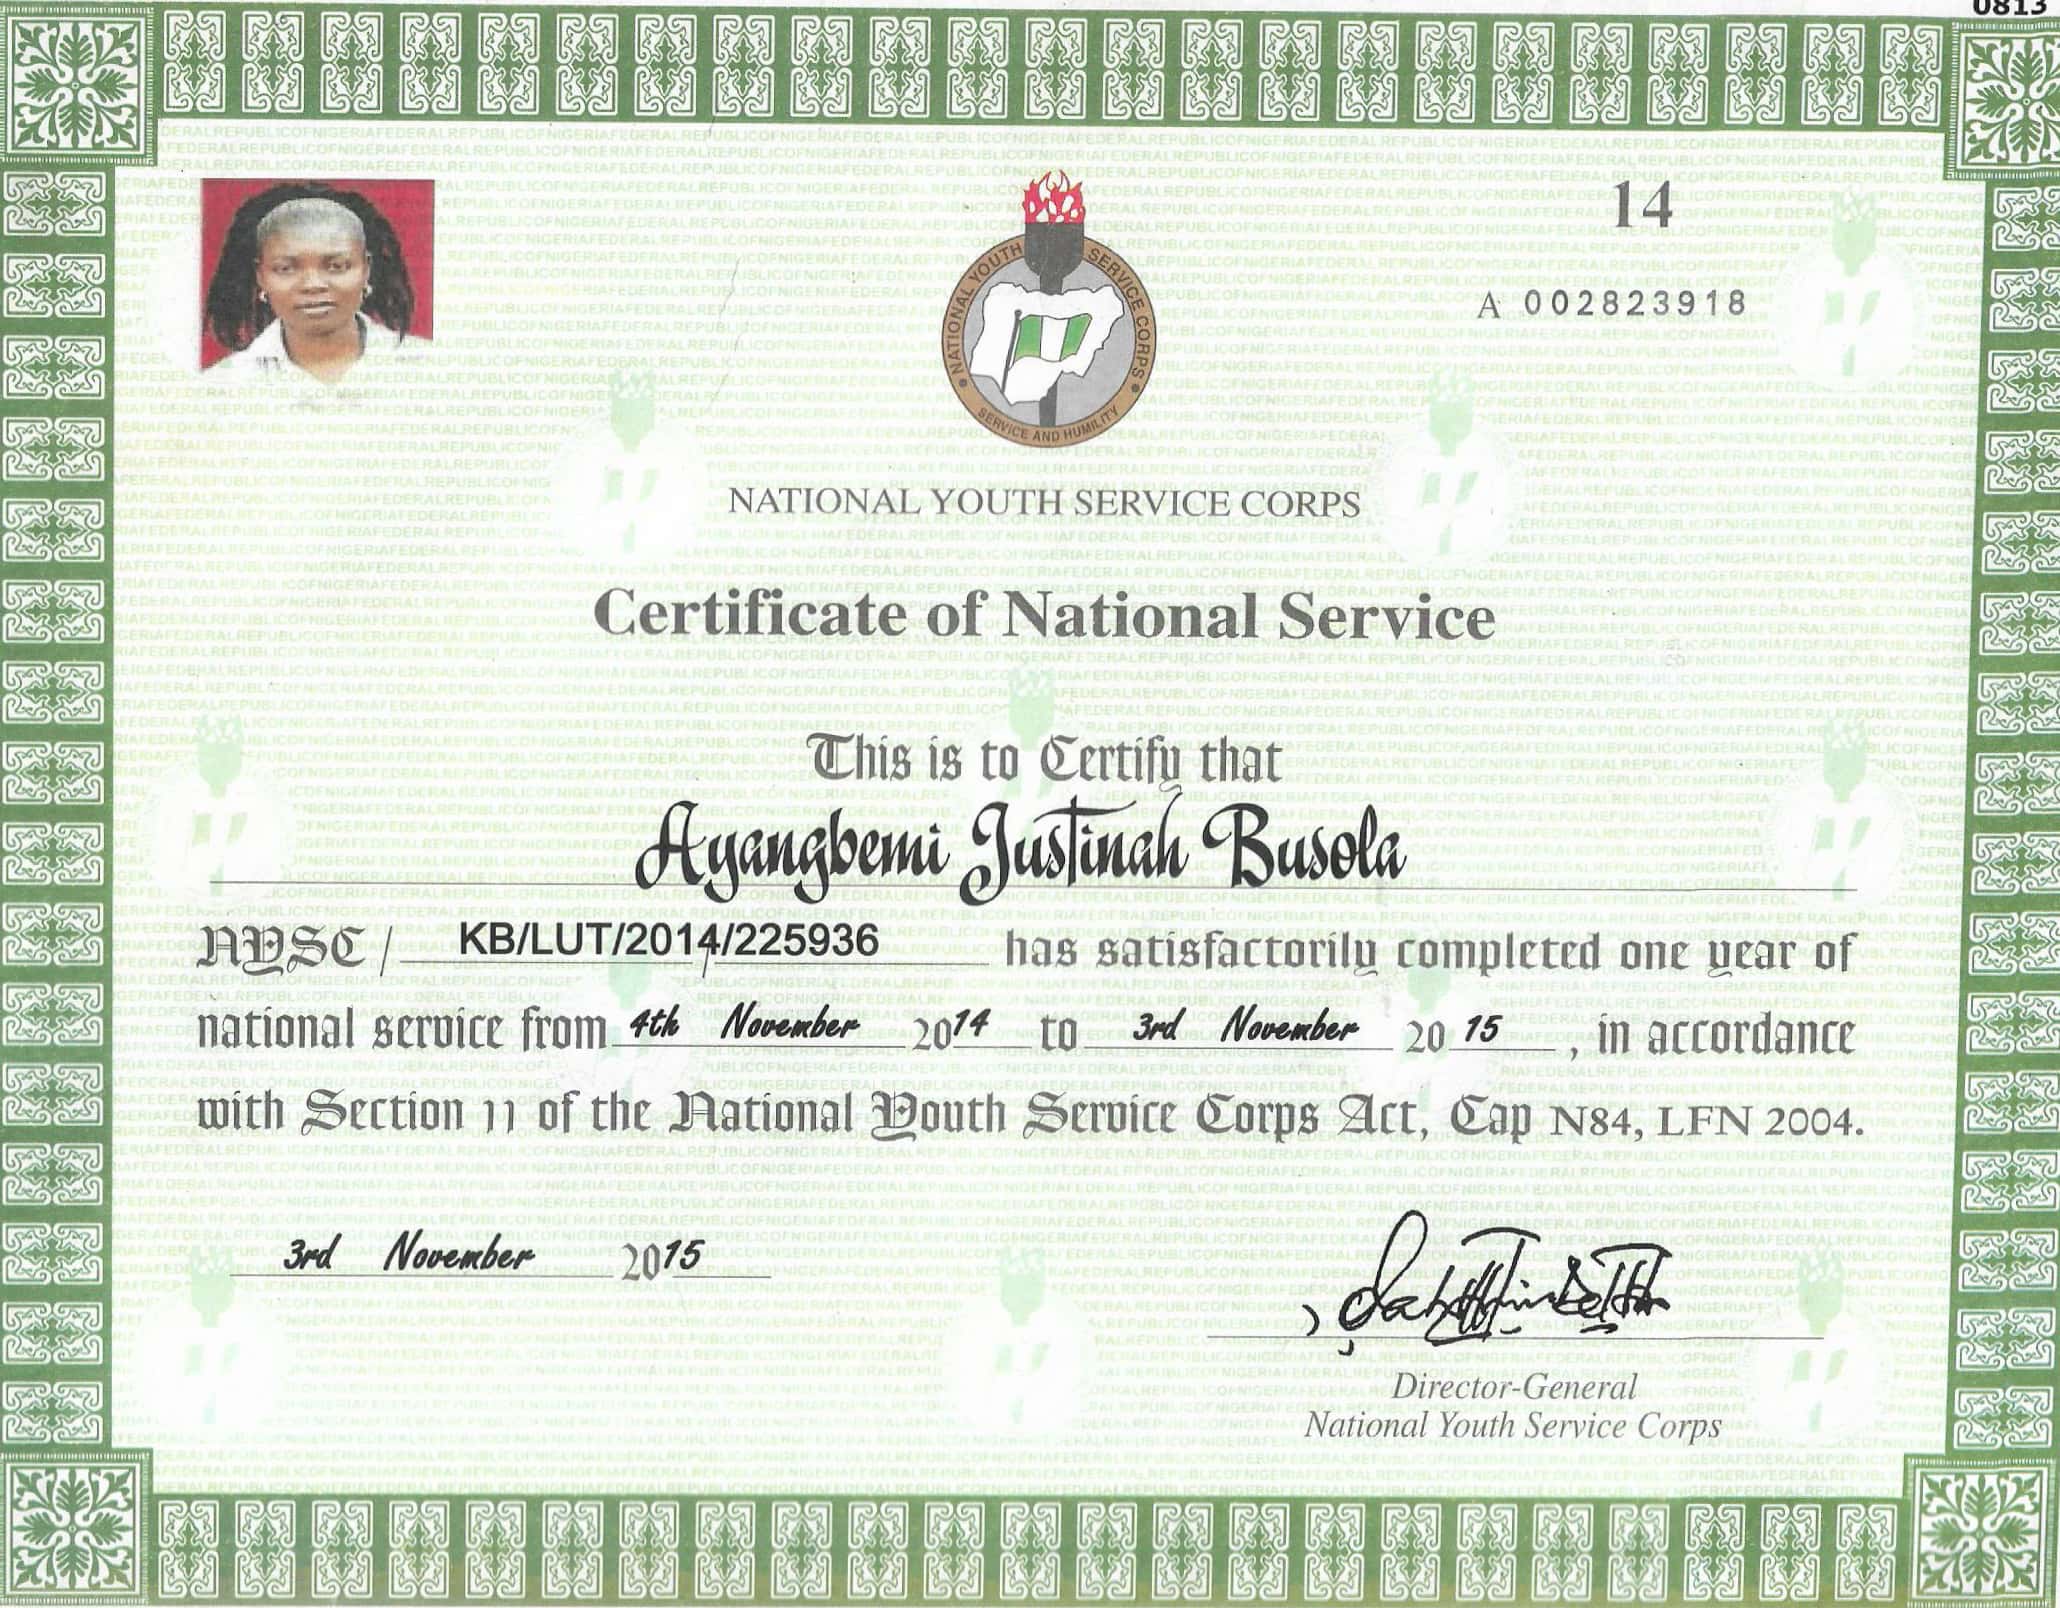 0813
14
A 002823918
NATIONAL YOUTH SERVICE CORPS
SERVICE AND HUMILITY
NATIONAL YOUTH SERVICE CORPS
Certificate of National Service
This is to Certify that
Ayangbemi Justinah Busola
NYSC / KB/LUT/2014/225936 has satisfactorily completed one year of
national service from 4th November 2014 to 3rd November 2015, in accordance
with Section 11 of the National Youth Service Corps Act, Cap N84, LFN 2004.
3rd November 2015
Director-General
National Youth Service Corps